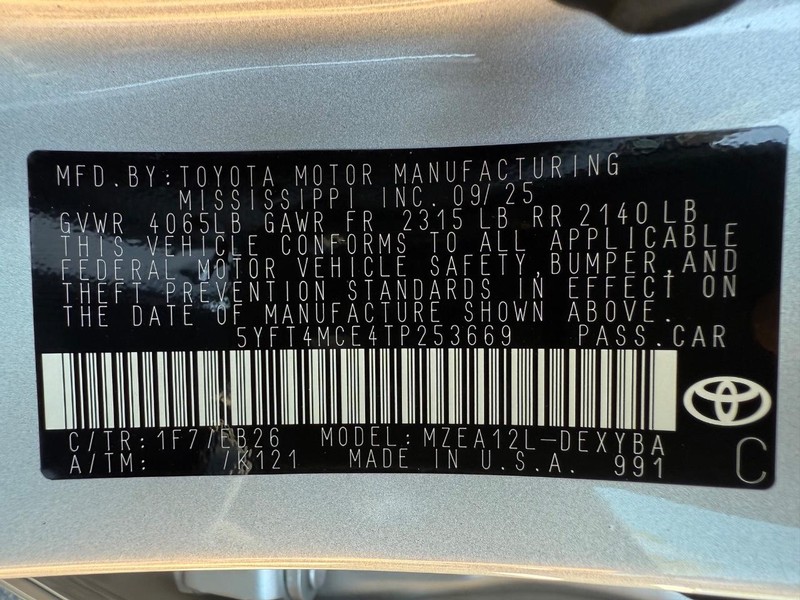 MFD.BY:TOYOTA MOTOR MANUFACTURING
MISSISSIPPI INC. 09/25
GVWR 4065LB GAWR FR 2315 LB RR 2140 LB
THIS VEHICLE CONFORMS TO ALL APPLICABLE
FEDERAL MOTOR VEHICLE SAFETY,BUMPER,AND
THEFT PREVENTION STANDARDS IN EFFECT ON
THE DATE OF MANUFACTURE SHOWN ABOVE.
5YFT4MCE4TP253669 PASS.CAR
C/TR: 1F7/EB26 MODEL: MZEA12L-DEXYBA
A/TM: /K121 MADE IN U.S.A. 991 C